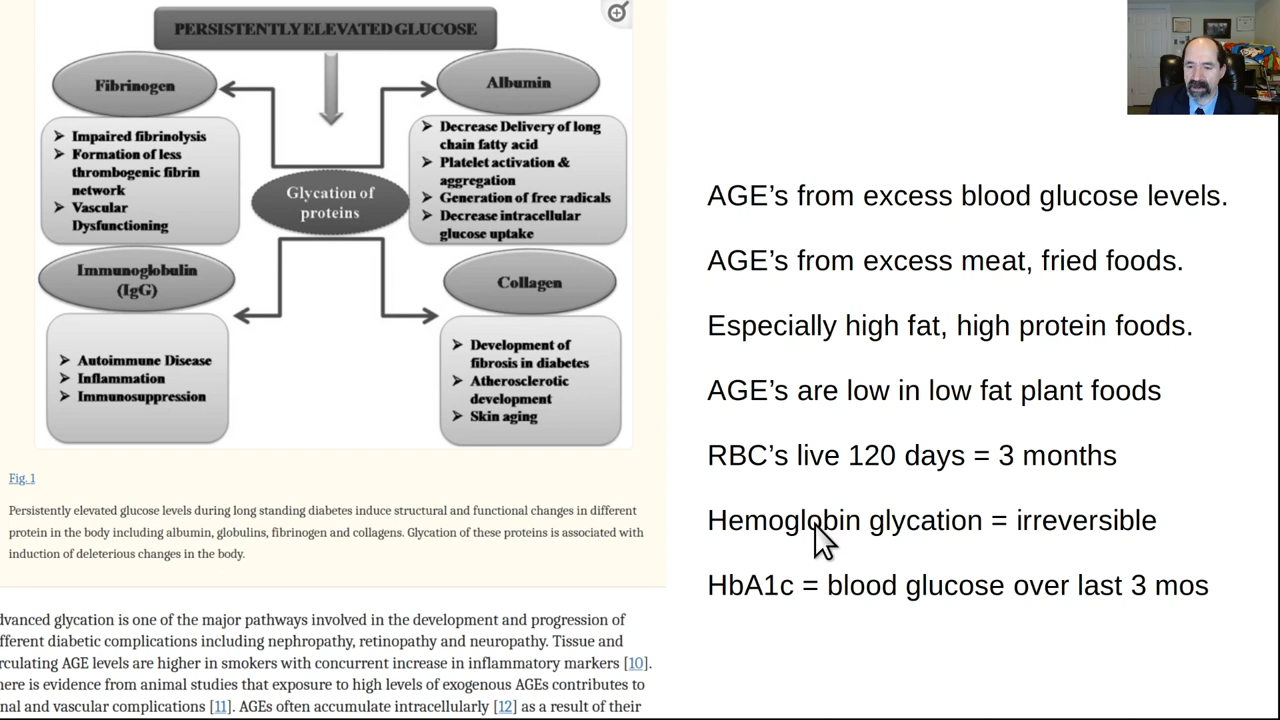 PERSISTENTLY ELEVATED GLUCOSE
Fibrinogen
➢ Impaired fibrinolysis
➢ Formation of less
thrombogenic fibrin
network
➢ Vascular
Dysfunctioning
Albumin
➢ Decrease Delivery of long
chain fatty acid
➢ Platelet activation &
aggregation
➢ Generation of free radicals
➢ Decrease intracellular
glucose uptake
Glycation of
proteins
Immunoglobulin
(IgG)
➢ Autoimmune Disease
➢ Inflammation
➢ Immunosuppression
Collagen
➢ Development of
fibrosis in diabetes
➢ Atherosclerotic
development
➢ Skin aging
Fig. 1
Persistently elevated glucose levels during long standing diabetes induce structural and functional changes in different
protein in the body including albumin, globulins, fibrinogen and collagens. Glycation of these proteins is associated with
induction of deleterious changes in the body.
dvanced glycation is one of the major pathways involved in the development and progression of
fferent diabetic complications including nephropathy, retinopathy and neuropathy. Tissue and
rculating AGE levels are higher in smokers with concurrent increase in inflammatory markers [10].
here is evidence from animal studies that exposure to high levels of exogenous AGEs contributes to
nal and vascular complications [11]. AGEs often accumulate intracellularly [12] as a result of their
AGE’s from excess blood glucose levels.
AGE’s from excess meat, fried foods.
Especially high fat, high protein foods.
AGE’s are low in low fat plant foods
RBC’s live 120 days = 3 months
Hemoglobin glycation = irreversible
HbA1c = blood glucose over last 3 mos